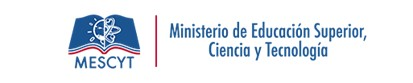 MESCYT
Ministerio de Educación Superior,
Ciencia y Tecnología